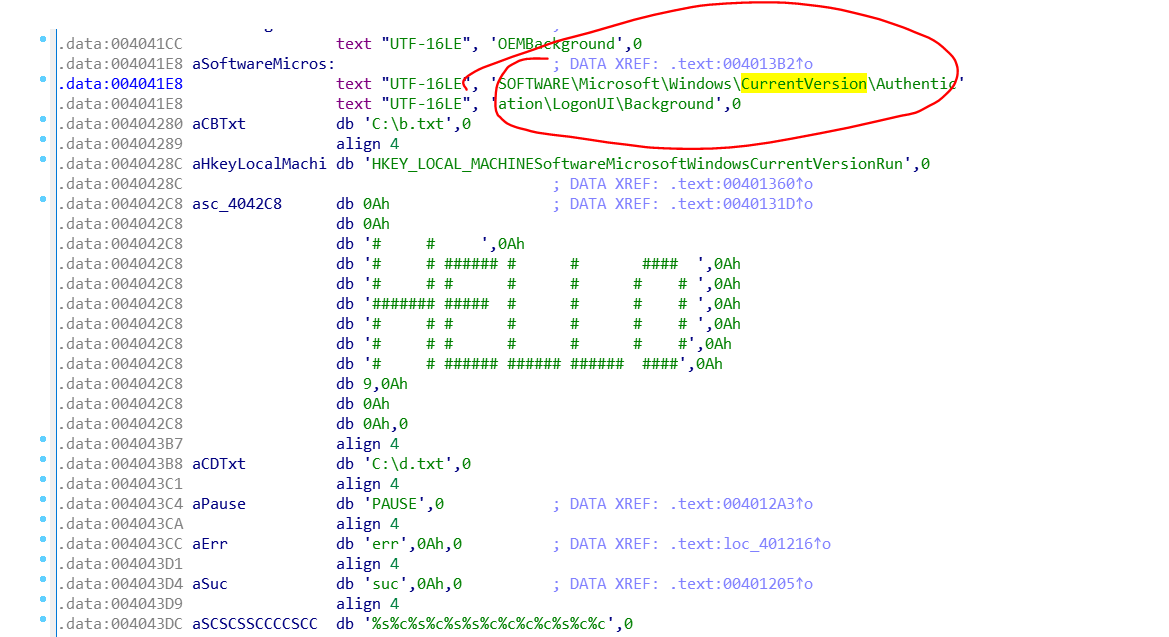 .data:004041CC text "UTF-16LE", 'OEMBackground',0
.data:004041E8 aSoftwareMicros: ; DATA XREF: .text:004013B2↑o
.data:004041E8 text "UTF-16LE", 'SOFTWARE\Microsoft\Windows\CurrentVersion\Authentic'
.data:004041E8 text "UTF-16LE", 'ation\LogonUI\Background',0
.data:00404280 aCBTxt db 'C:\b.txt',0
.data:00404289 align 4
.data:0040428C aHkeyLocalMachi db 'HKEY_LOCAL_MACHINESoftwareMicrosoftWindowsCurrentVersionRun',0
.data:0040428C ; DATA XREF: .text:00401360↑o
.data:004042C8 asc_4042C8 db 0Ah ; DATA XREF: .text:0040131D↑o
.data:004042C8 db 0Ah
.data:004042C8 db '#     #     ',0Ah
.data:004042C8 db '#     # ###### #      #       ####  ',0Ah
.data:004042C8 db '#     # #      #      #      #    # ',0Ah
.data:004042C8 db '####### #####  #      #      #    # ',0Ah
.data:004042C8 db '#     # #      #      #      #    # ',0Ah
.data:004042C8 db '#     # #      #      #      #    #',0Ah
.data:004042C8 db '#     # ###### ###### ######  ####',0Ah
.data:004042C8 db 9,0Ah
.data:004042C8 db 0Ah
.data:004042C8 db 0Ah,0
.data:004043B7 align 4
.data:004043B8 aCDTxt db 'C:\d.txt',0
.data:004043C1 align 4
.data:004043C4 aPause db 'PAUSE',0 ; DATA XREF: .text:004012A3↑o
.data:004043CA align 4
.data:004043CC aErr db 'err',0Ah,0 ; DATA XREF: .text:loc_401216↑o
.data:004043D1 align 4
.data:004043D4 aSuc db 'suc',0Ah,0 ; DATA XREF: .text:00401205↑o
.data:004043D9 align 4
.data:004043DC aSCSCSSCCCCSCC db '%s%c%s%c%s%s%c%c%c%c%s%c%c',0